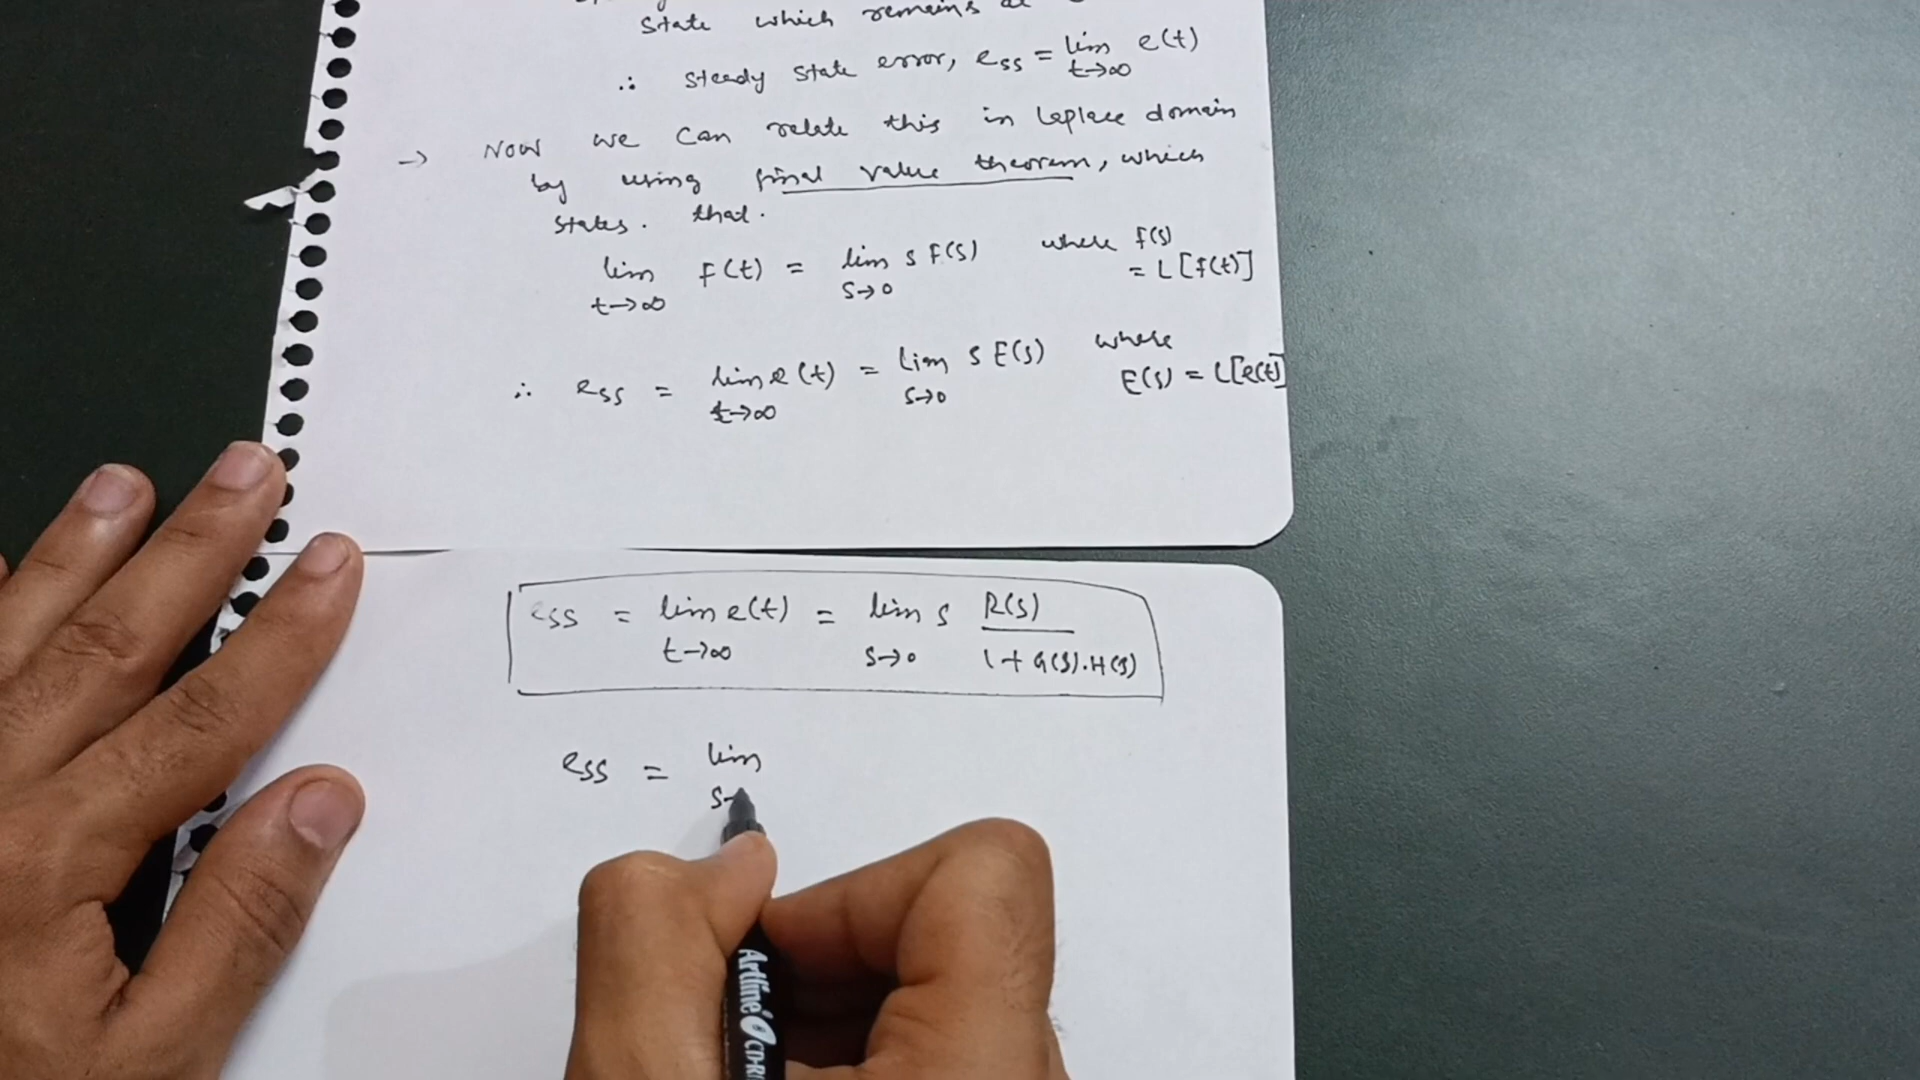 state which remains at
∴ steady state error, ess = lim e(t)
t→∞
→ Now we can relate this in Laplace domain
by using final value theorem, which
states. that.
lim F(t) = lim s F(s) where F(s)
t→∞ s→0 = L[f(t)]
∴ ess = lim e(t) = lim s E(s) where
t→∞ s→0 E(s) = L[e(t)]
ess = lim e(t) = lim s R(s)
t→∞ s→0 1+G(s).H(s)
ess = lim
s→
Artline CD-R